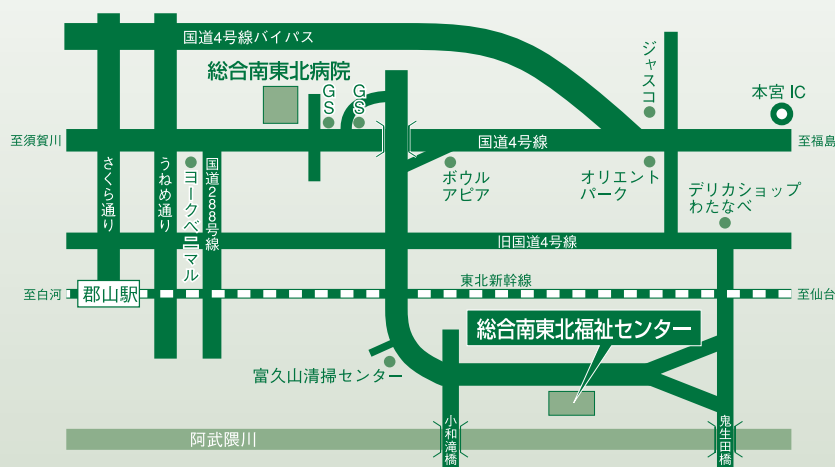 国道4号線バイパス
総合南東北病院
GS
GS
ジャスコ
本宮 IC
至須賀川
国道4号線
至福島
さくら通り
うねめ通り
ヨークベニマル
国道288号線
ボウル
アピア
オリエント
パーク
デリカショップ
わたなべ
旧国道4号線
至白河
郡山駅
東北新幹線
至仙台
総合南東北福祉センター
富久山清掃センター
小和滝橋
鬼生田橋
阿武隈川